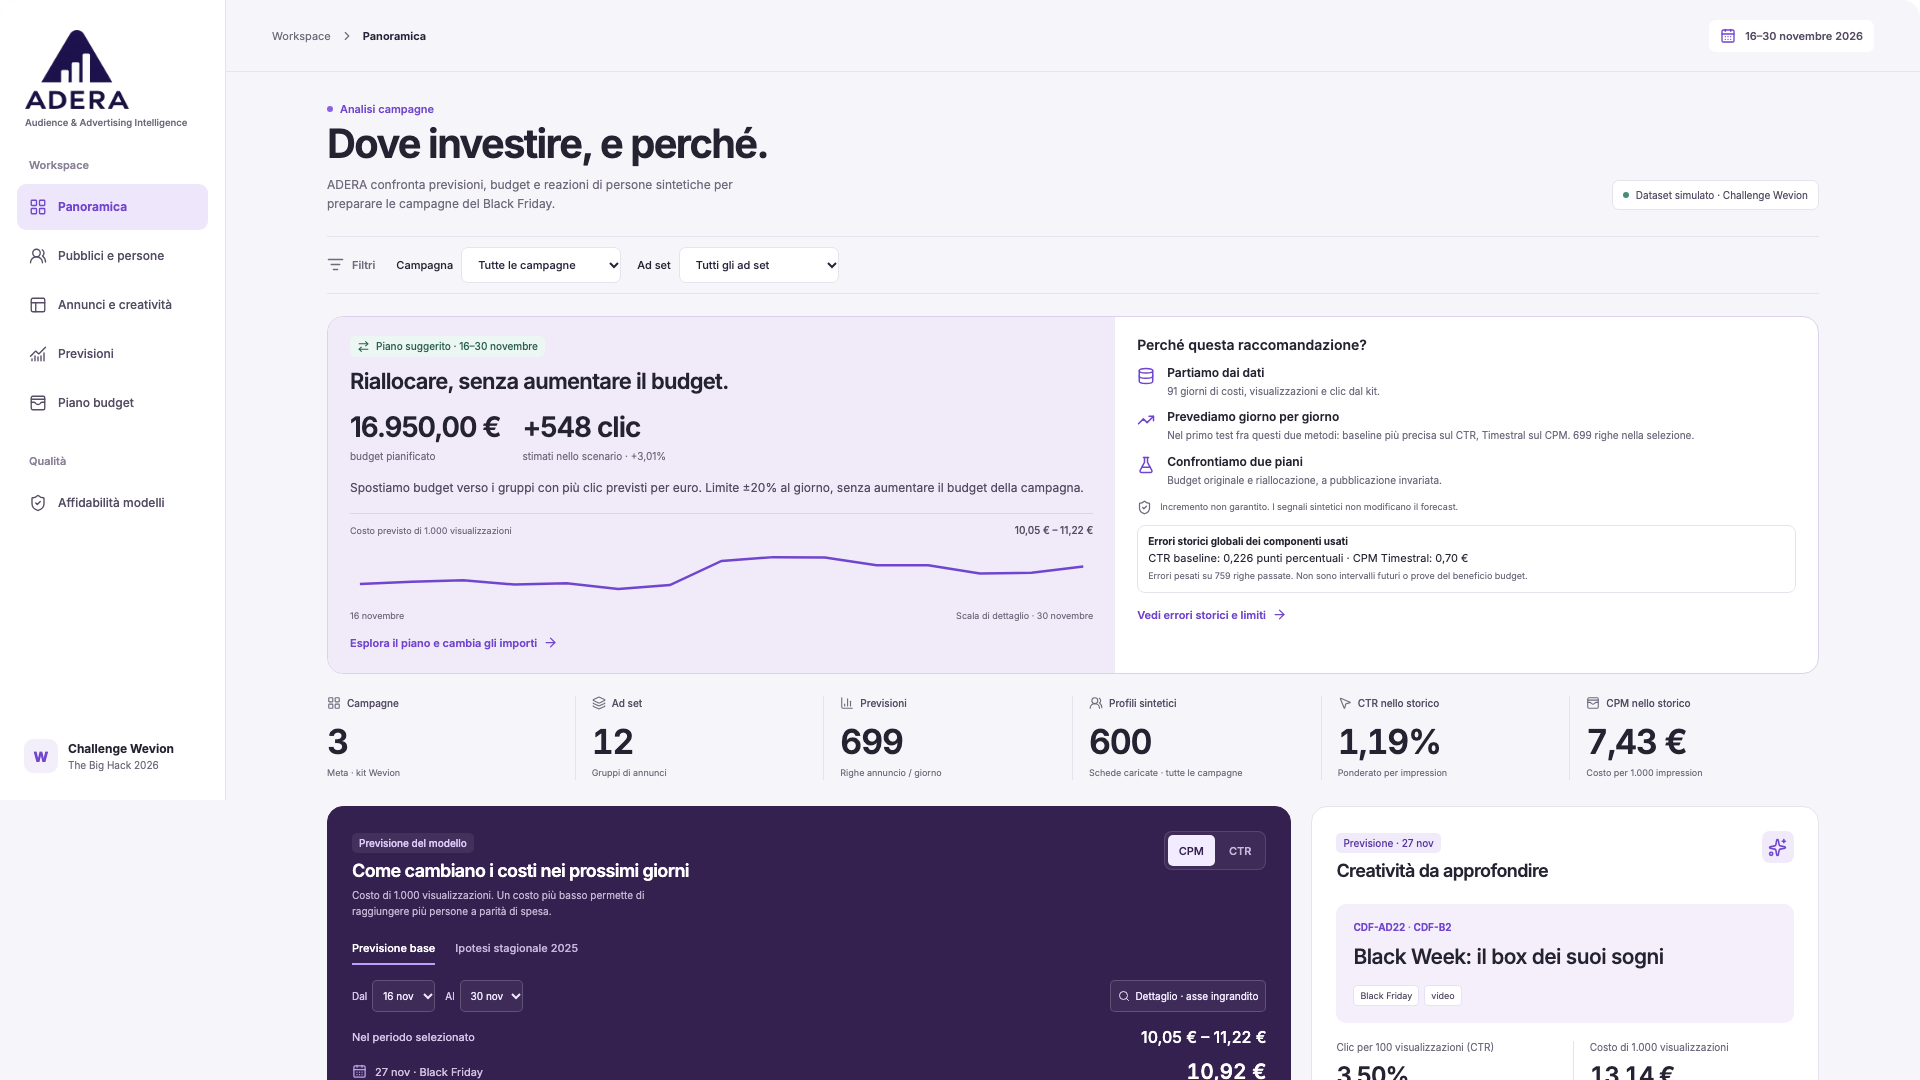 ADERA
Audience & Advertising Intelligence
Workspace
Panoramica
Pubblici e persone
Annunci e creatività
Previsioni
Piano budget
Qualità
Affidabilità modelli
W
Challenge Wevion
The Big Hack 2026
Workspace > Panoramica
16–30 novembre 2026
Analisi campagne
Dove investire, e perché.
ADERA confronta previsioni, budget e reazioni di persone sintetiche per
preparare le campagne del Black Friday.
Dataset simulato · Challenge Wevion
Filtri
Campagna
Tutte le campagne
Ad set
Tutti gli ad set
Piano suggerito · 16–30 novembre
Riallocare, senza aumentare il budget.
16.950,00 €
budget pianificato
+548 clic
stimati nello scenario · +3,01%
Spostiamo budget verso i gruppi con più clic previsti per euro. Limite ±20% al giorno, senza aumentare il budget della campagna.
Costo previsto di 1.000 visualizzazioni
10,05 € – 11,22 €
16 novembre
Scala di dettaglio · 30 novembre
Esplora il piano e cambia gli importi
Perché questa raccomandazione?
Partiamo dai dati
91 giorni di costi, visualizzazioni e clic dal kit.
Prevediamo giorno per giorno
Nel primo test fra questi due metodi: baseline più precisa sul CTR, Timestral sul CPM. 699 righe nella selezione.
Confrontiamo due piani
Budget originale e riallocazione, a pubblicazione invariata.
Incremento non garantito. I segnali sintetici non modificano il forecast.
Errori storici globali dei componenti usati
CTR baseline: 0,226 punti percentuali · CPM Timestral: 0,70 €
Errori pesati su 759 righe passate. Non sono intervalli futuri o prove del beneficio budget.
Vedi errori storici e limiti
Campagne
3
Meta · kit Wevion
Ad set
12
Gruppi di annunci
Previsioni
699
Righe annuncio / giorno
Profili sintetici
600
Schede caricate · tutte le campagne
CTR nello storico
1,19%
Ponderato per impression
CPM nello storico
7,43 €
Costo per 1.000 impression
Previsione del modello
CPM
CTR
Come cambiano i costi nei prossimi giorni
Costo di 1.000 visualizzazioni. Un costo più basso permette di
raggiungere più persone a parità di spesa.
Previsione base
Ipotesi stagionale 2025
Dal
16 nov
Al
30 nov
Dettaglio · asse ingrandito
Nel periodo selezionato
10,05 € – 11,22 €
27 nov · Black Friday
10,92 €
Previsione · 27 nov
Creatività da approfondire
CDF-AD22 · CDF-B2
Black Week: il box dei suoi sogni
Black Friday
video
Clic per 100 visualizzazioni (CTR)
3,50%
Costo di 1.000 visualizzazioni
13,14 €